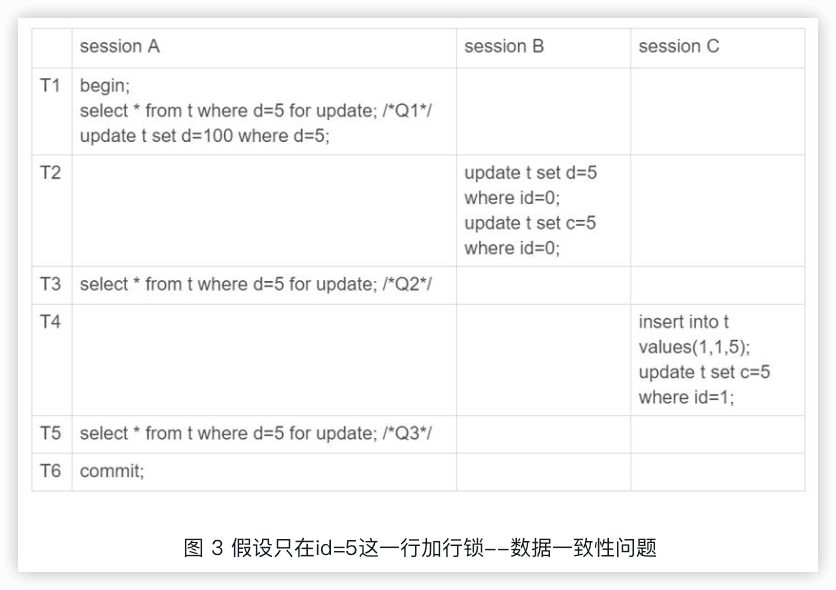 session A session B session C
T1 begin;
select * from t where d=5 for update; /*Q1*/
update t set d=100 where d=5;
T2 update t set d=5
where id=0;
update t set c=5
where id=0;
T3 select * from t where d=5 for update; /*Q2*/
T4 insert into t
values(1,1,5);
update t set c=5
where id=1;
T5 select * from t where d=5 for update; /*Q3*/
T6 commit;
图 3 假设只在id=5这一行加行锁--数据一致性问题